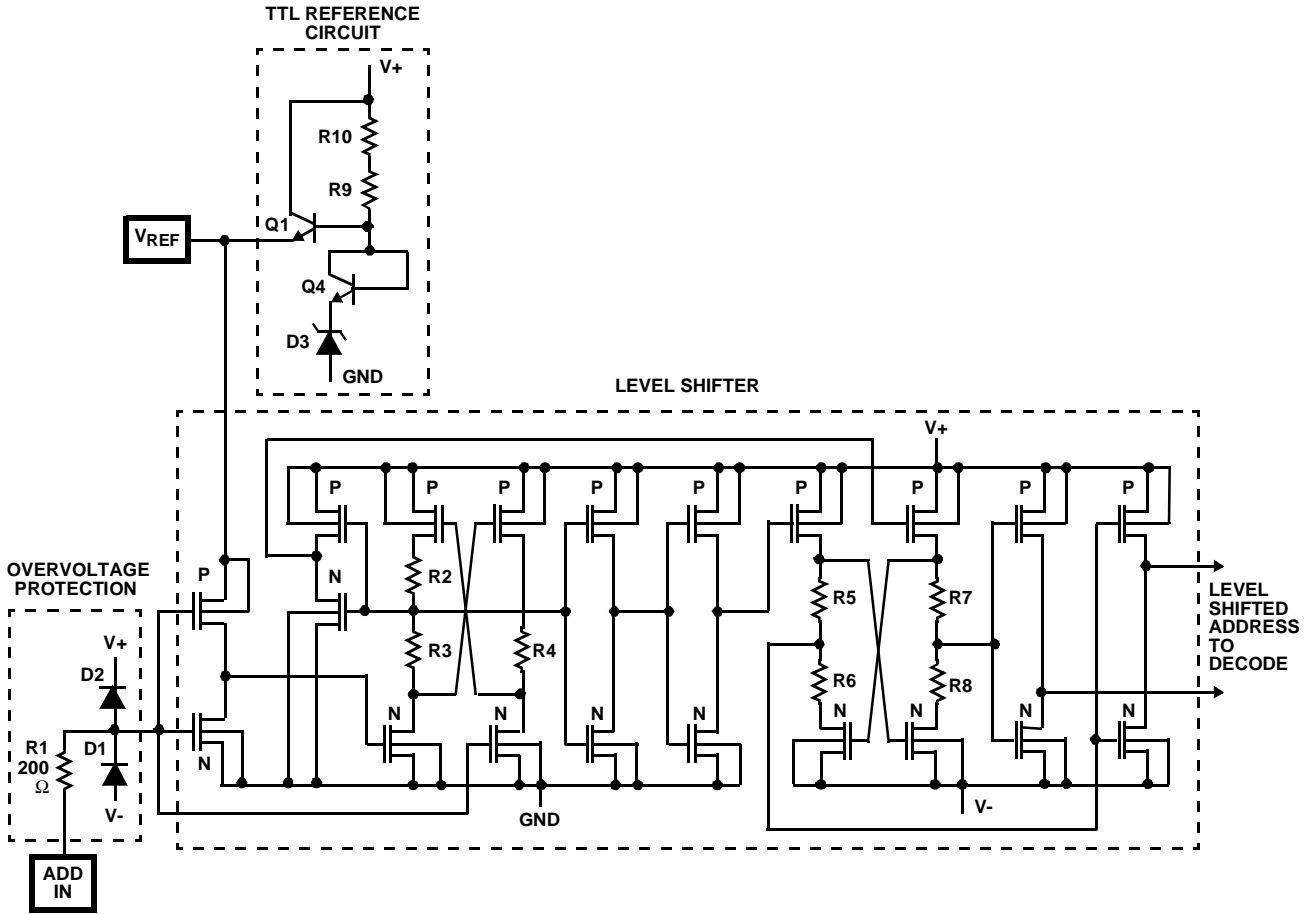 TTL REFERENCE
CIRCUIT
V+
R10
R9
Q1
VREF
Q4
D3
GND
LEVEL SHIFTER
V+
P
P
P
P
P
P
P
P
P
OVERVOLTAGE
PROTECTION
P
N
R2
R5
R7
LEVEL
SHIFTED
ADDRESS
TO
DECODE
V+
D2
R3
R4
R6
R8
R1
200
Ω
D1
V-
N
N
N
N
N
N
N
N
N
GND
V-
ADD
IN